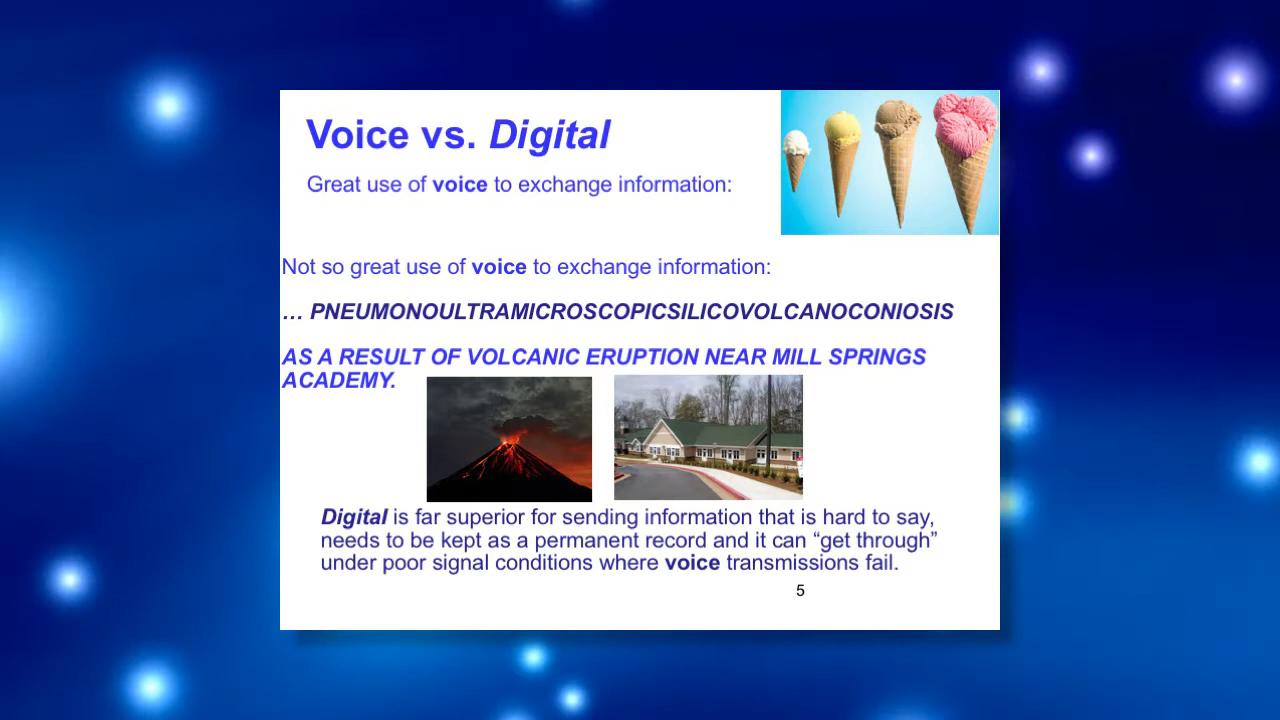 Voice vs. Digital
Great use of voice to exchange information:
Not so great use of voice to exchange information:
… PNEUMONOULTRAMICROSCOPICSILICOVOLCANOCONIOSIS
AS A RESULT OF VOLCANIC ERUPTION NEAR MILL SPRINGS
ACADEMY.
Digital is far superior for sending information that is hard to say,
needs to be kept as a permanent record and it can “get through”
under poor signal conditions where voice transmissions fail.
5